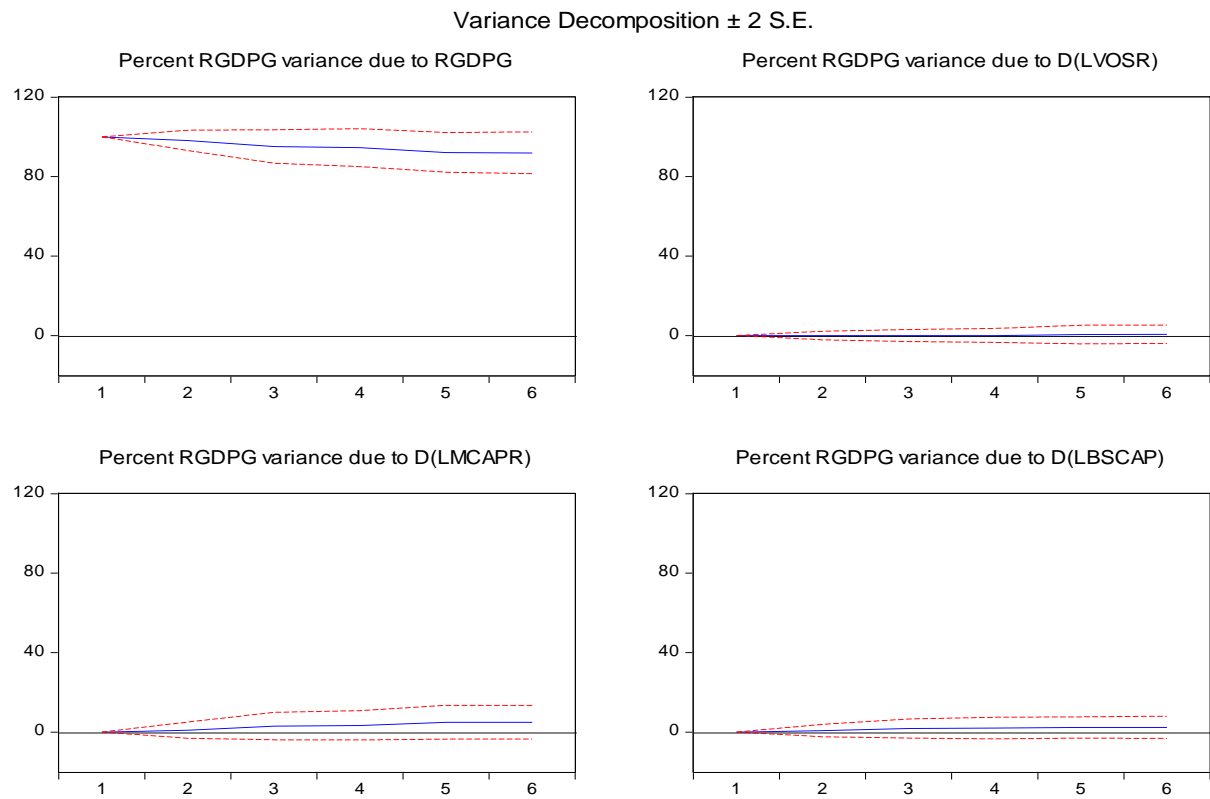 Variance Decomposition ± 2 S.E.
Percent RGDPG variance due to RGDPG
120
80
40
0
1 2 3 4 5 6
Percent RGDPG variance due to D(LVOSR)
120
80
40
0
1 2 3 4 5 6
Percent RGDPG variance due to D(LMCAPR)
120
80
40
0
1 2 3 4 5 6
Percent RGDPG variance due to D(LBSCAP)
120
80
40
0
1 2 3 4 5 6